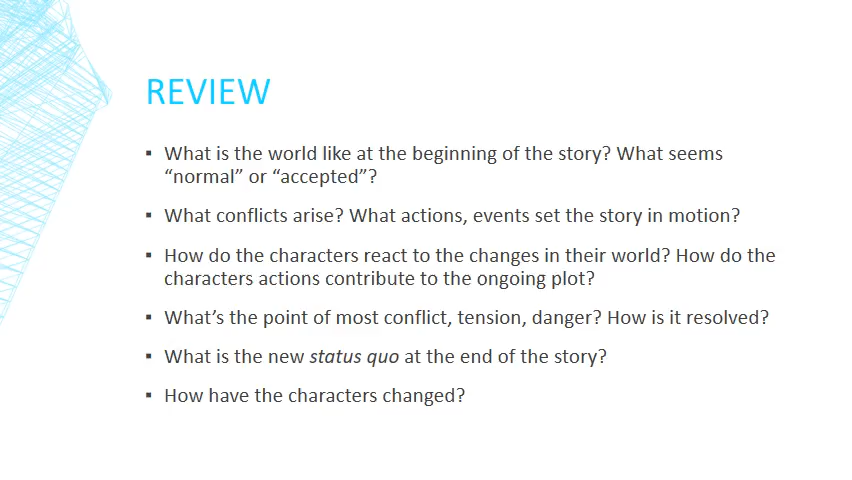 REVIEW
▪ What is the world like at the beginning of the story? What seems
“normal” or “accepted”?
▪ What conflicts arise? What actions, events set the story in motion?
▪ How do the characters react to the changes in their world? How do the
characters actions contribute to the ongoing plot?
▪ What’s the point of most conflict, tension, danger? How is it resolved?
▪ What is the new status quo at the end of the story?
▪ How have the characters changed?